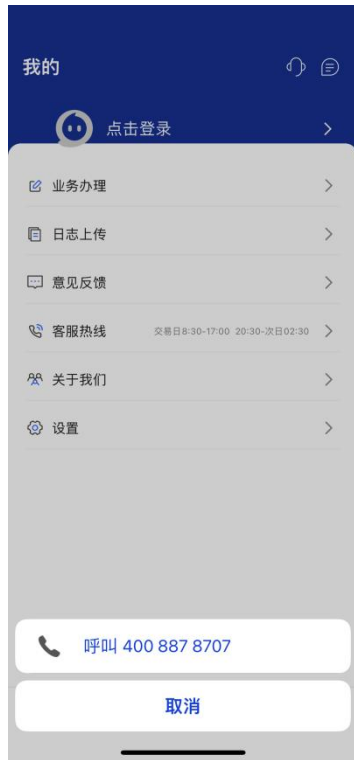 我的
点击登录
业务办理
日志上传
意见反馈
客服热线 交易日8:30-17:00 20:30-次日02:30
关于我们
设置
呼叫 400 887 8707
取消